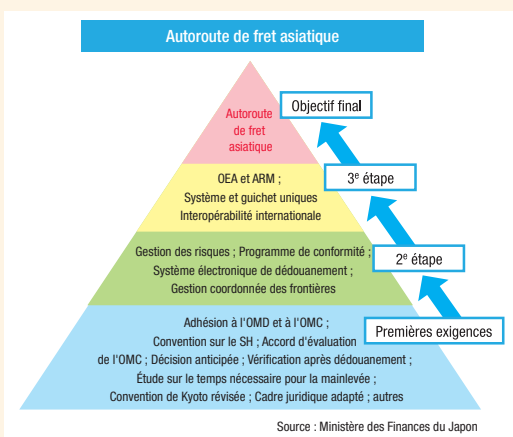 Autoroute de fret asiatique
Objectif final
Autoroute
de fret
asiatique
3e étape
OEA et ARM ;
Système et guichet uniques
Interopérabilité internationale
2e étape
Gestion des risques ; Programme de conformité ;
Système électronique de dédouanement ;
Gestion coordonnée des frontières
Premières exigences
Adhésion à l'OMD et à l'OMC ;
Convention sur le SH ; Accord d'évaluation
de l'OMC ; Décision anticipée ; Vérification après dédouanement ;
Étude sur le temps nécessaire pour la mainlevée ;
Convention de Kyoto révisée ; Cadre juridique adapté ; autres
Source : Ministère des Finances du Japon